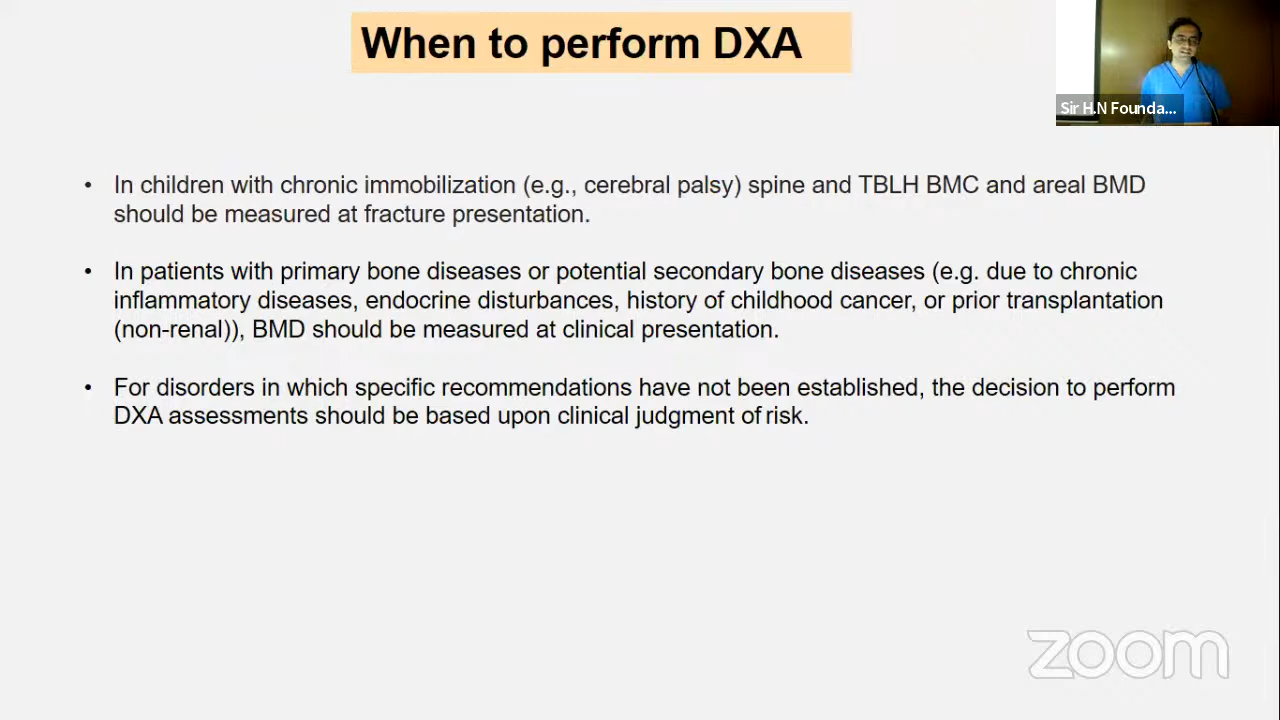 When to perform DXA
Sir H.N Founda...
• In children with chronic immobilization (e.g., cerebral palsy) spine and TBLH BMC and areal BMD
should be measured at fracture presentation.
• In patients with primary bone diseases or potential secondary bone diseases (e.g. due to chronic
inflammatory diseases, endocrine disturbances, history of childhood cancer, or prior transplantation
(non-renal)), BMD should be measured at clinical presentation.
• For disorders in which specific recommendations have not been established, the decision to perform
DXA assessments should be based upon clinical judgment of risk.
zoom